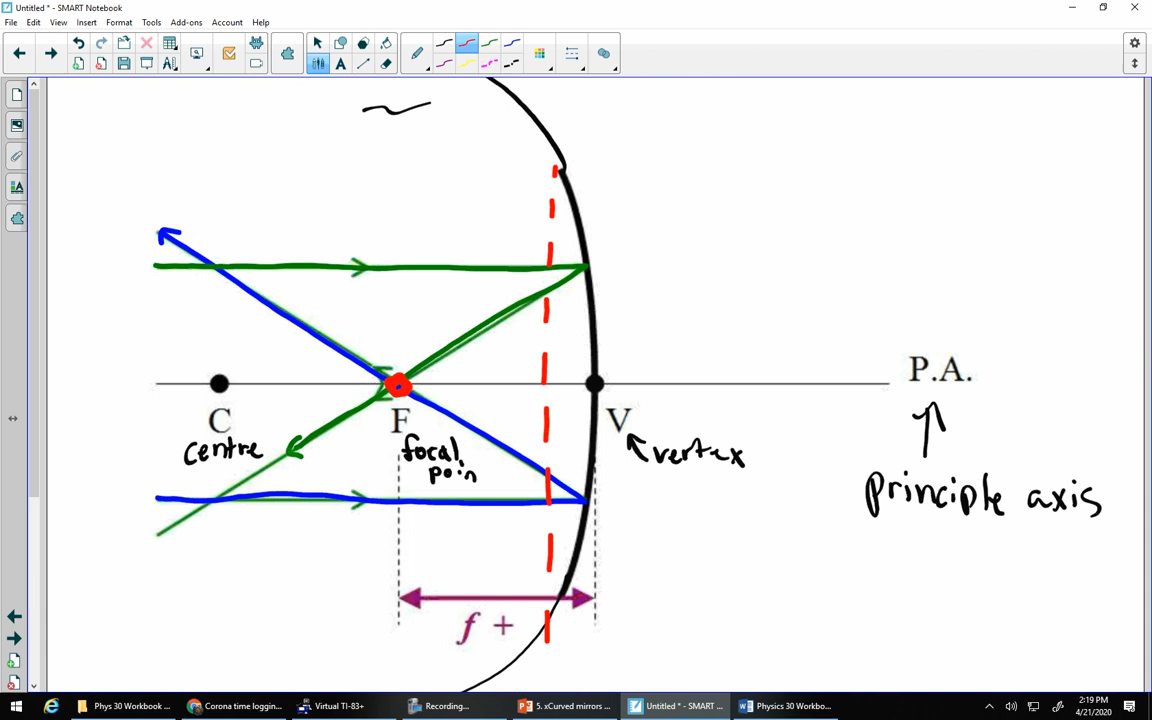 Untitled * - SMART Notebook
File Edit View Insert Format Tools Add-ons Account Help
P.A.
C F V
centre
focal
poin
vertex
principle axis
f +
Phys 30 Workbook ...
Corona time loggin...
Virtual TI-83+
Recording...
5. xCurved mirrors ...
Untitled * - SMART ...
Physics 30 Workbo...
2:19 PM
4/21/2020